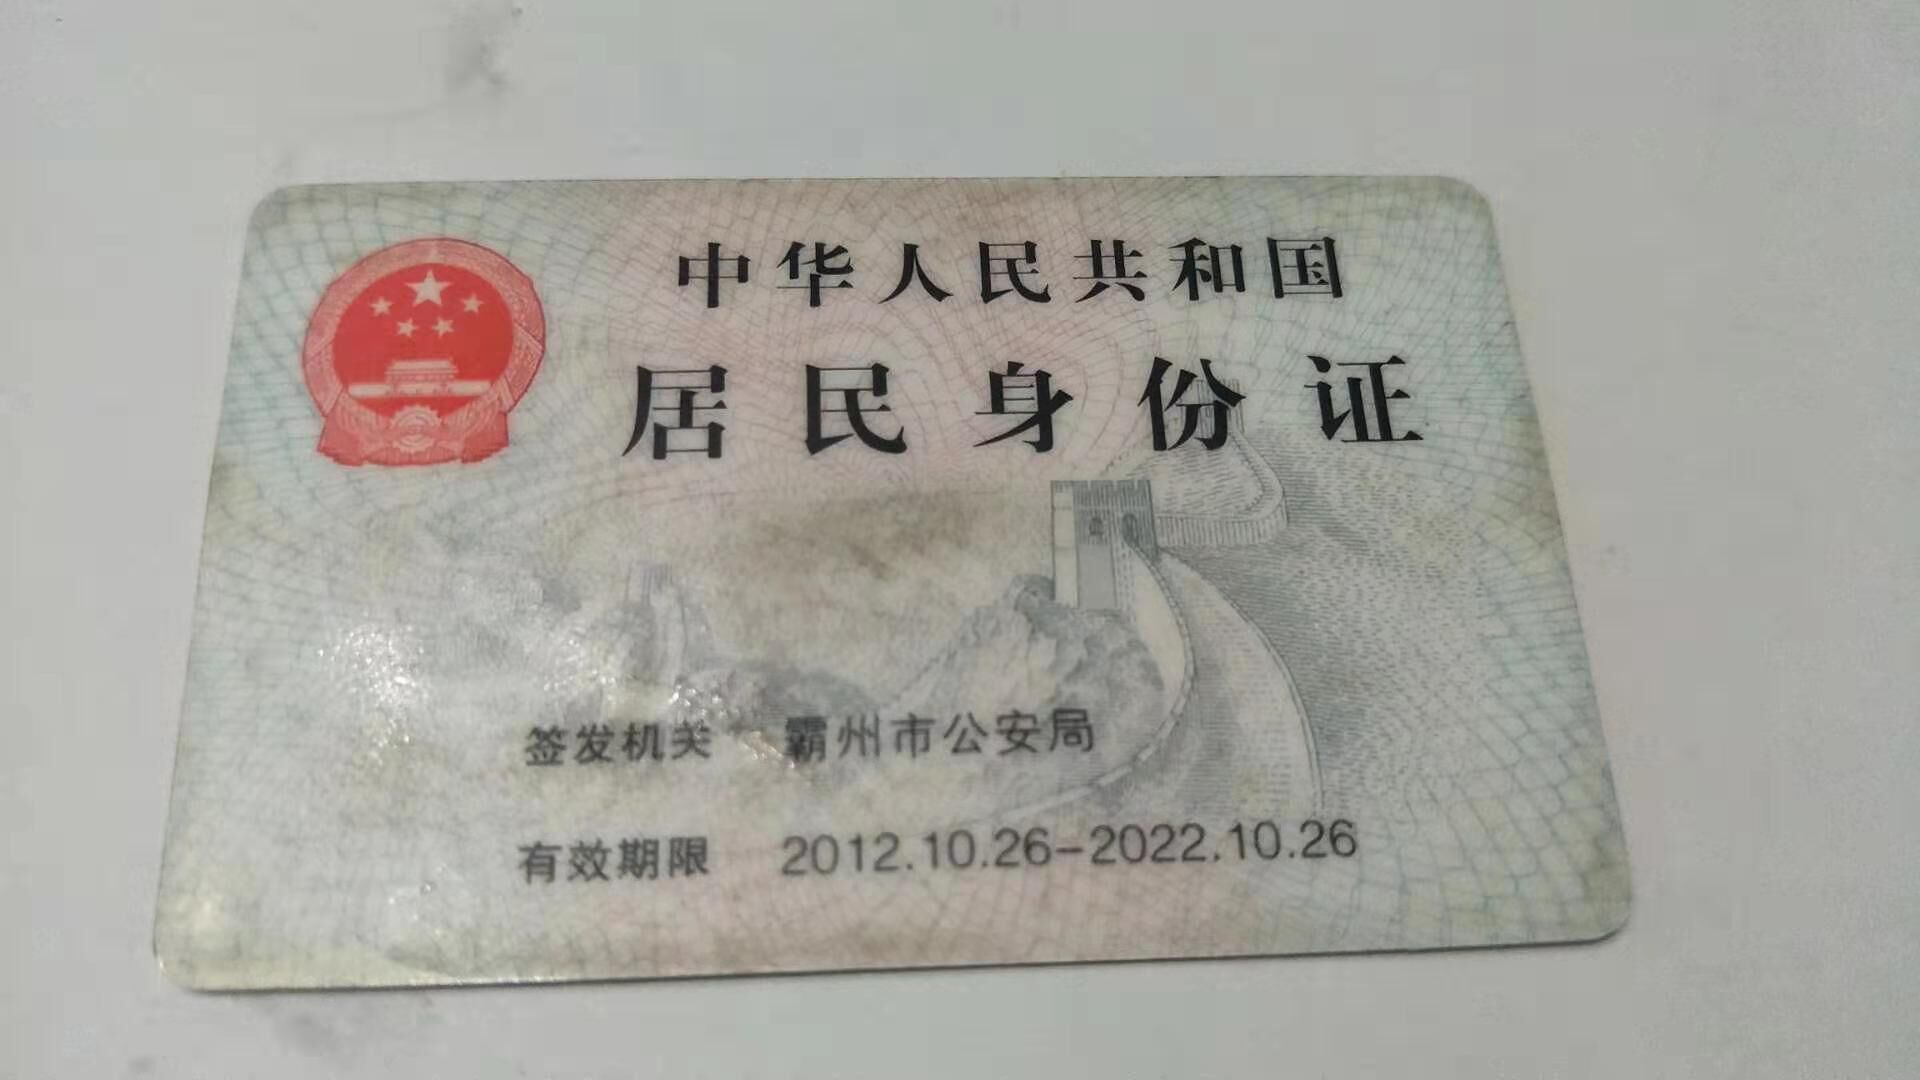 中华人民共和国
居民身份证
签发机关 霸州市公安局
有效期限 2012.10.26-2022.10.26